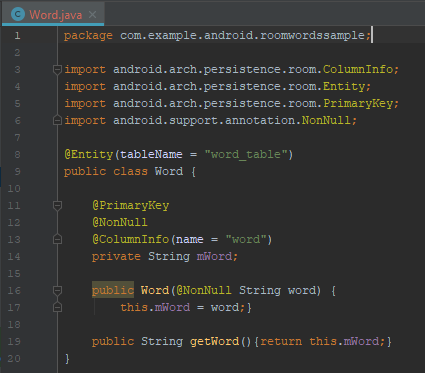 Word.java
1 package com.example.android.roomwordssample;
2
3 import android.arch.persistence.room.ColumnInfo;
4 import android.arch.persistence.room.Entity;
5 import android.arch.persistence.room.PrimaryKey;
6 import android.support.annotation.NonNull;
7
8 @Entity(tableName = "word_table")
9 public class Word {
10
11     @PrimaryKey
12     @NonNull
13     @ColumnInfo(name = "word")
14     private String mWord;
15
16     public Word(@NonNull String word) {
17         this.mWord = word;}
18
19     public String getWord(){return this.mWord;}
20 }